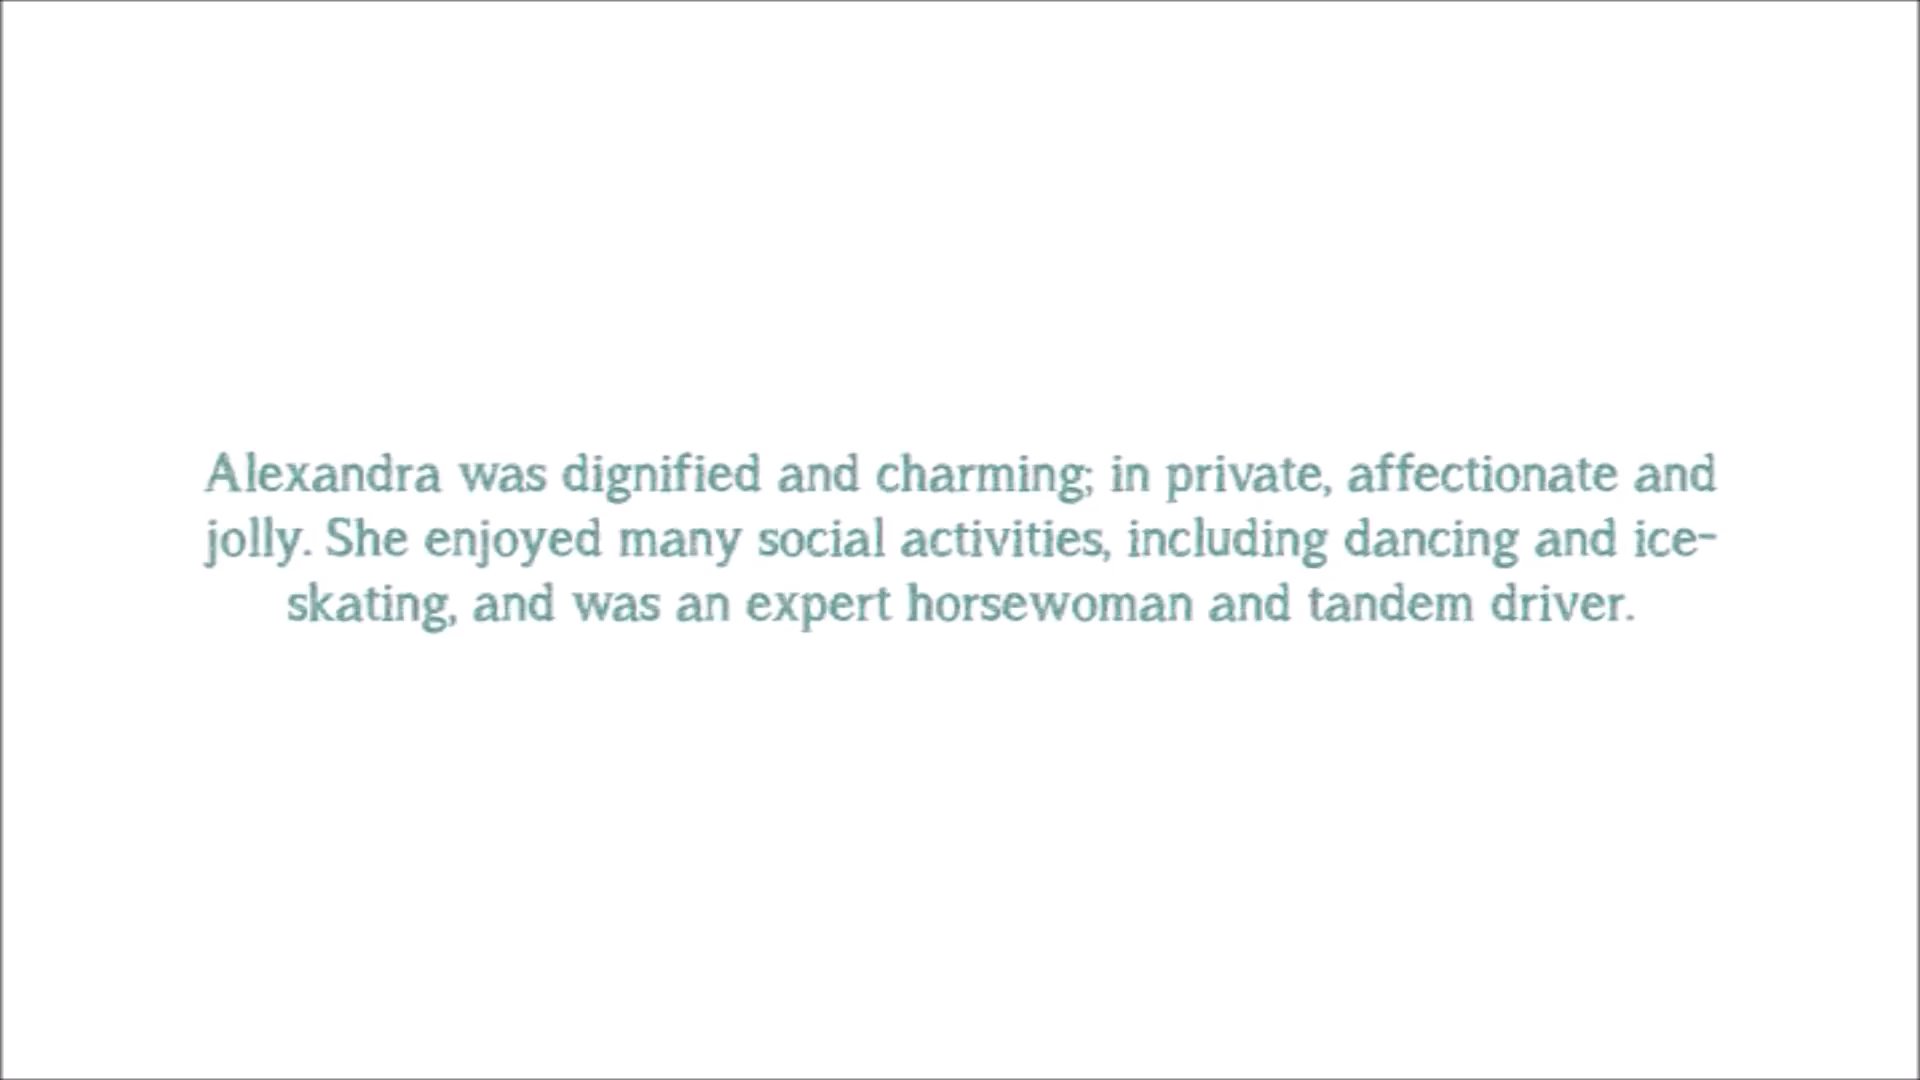 Alexandra was dignified and charming; in private, affectionate and
jolly. She enjoyed many social activities, including dancing and ice-
skating, and was an expert horsewoman and tandem driver.